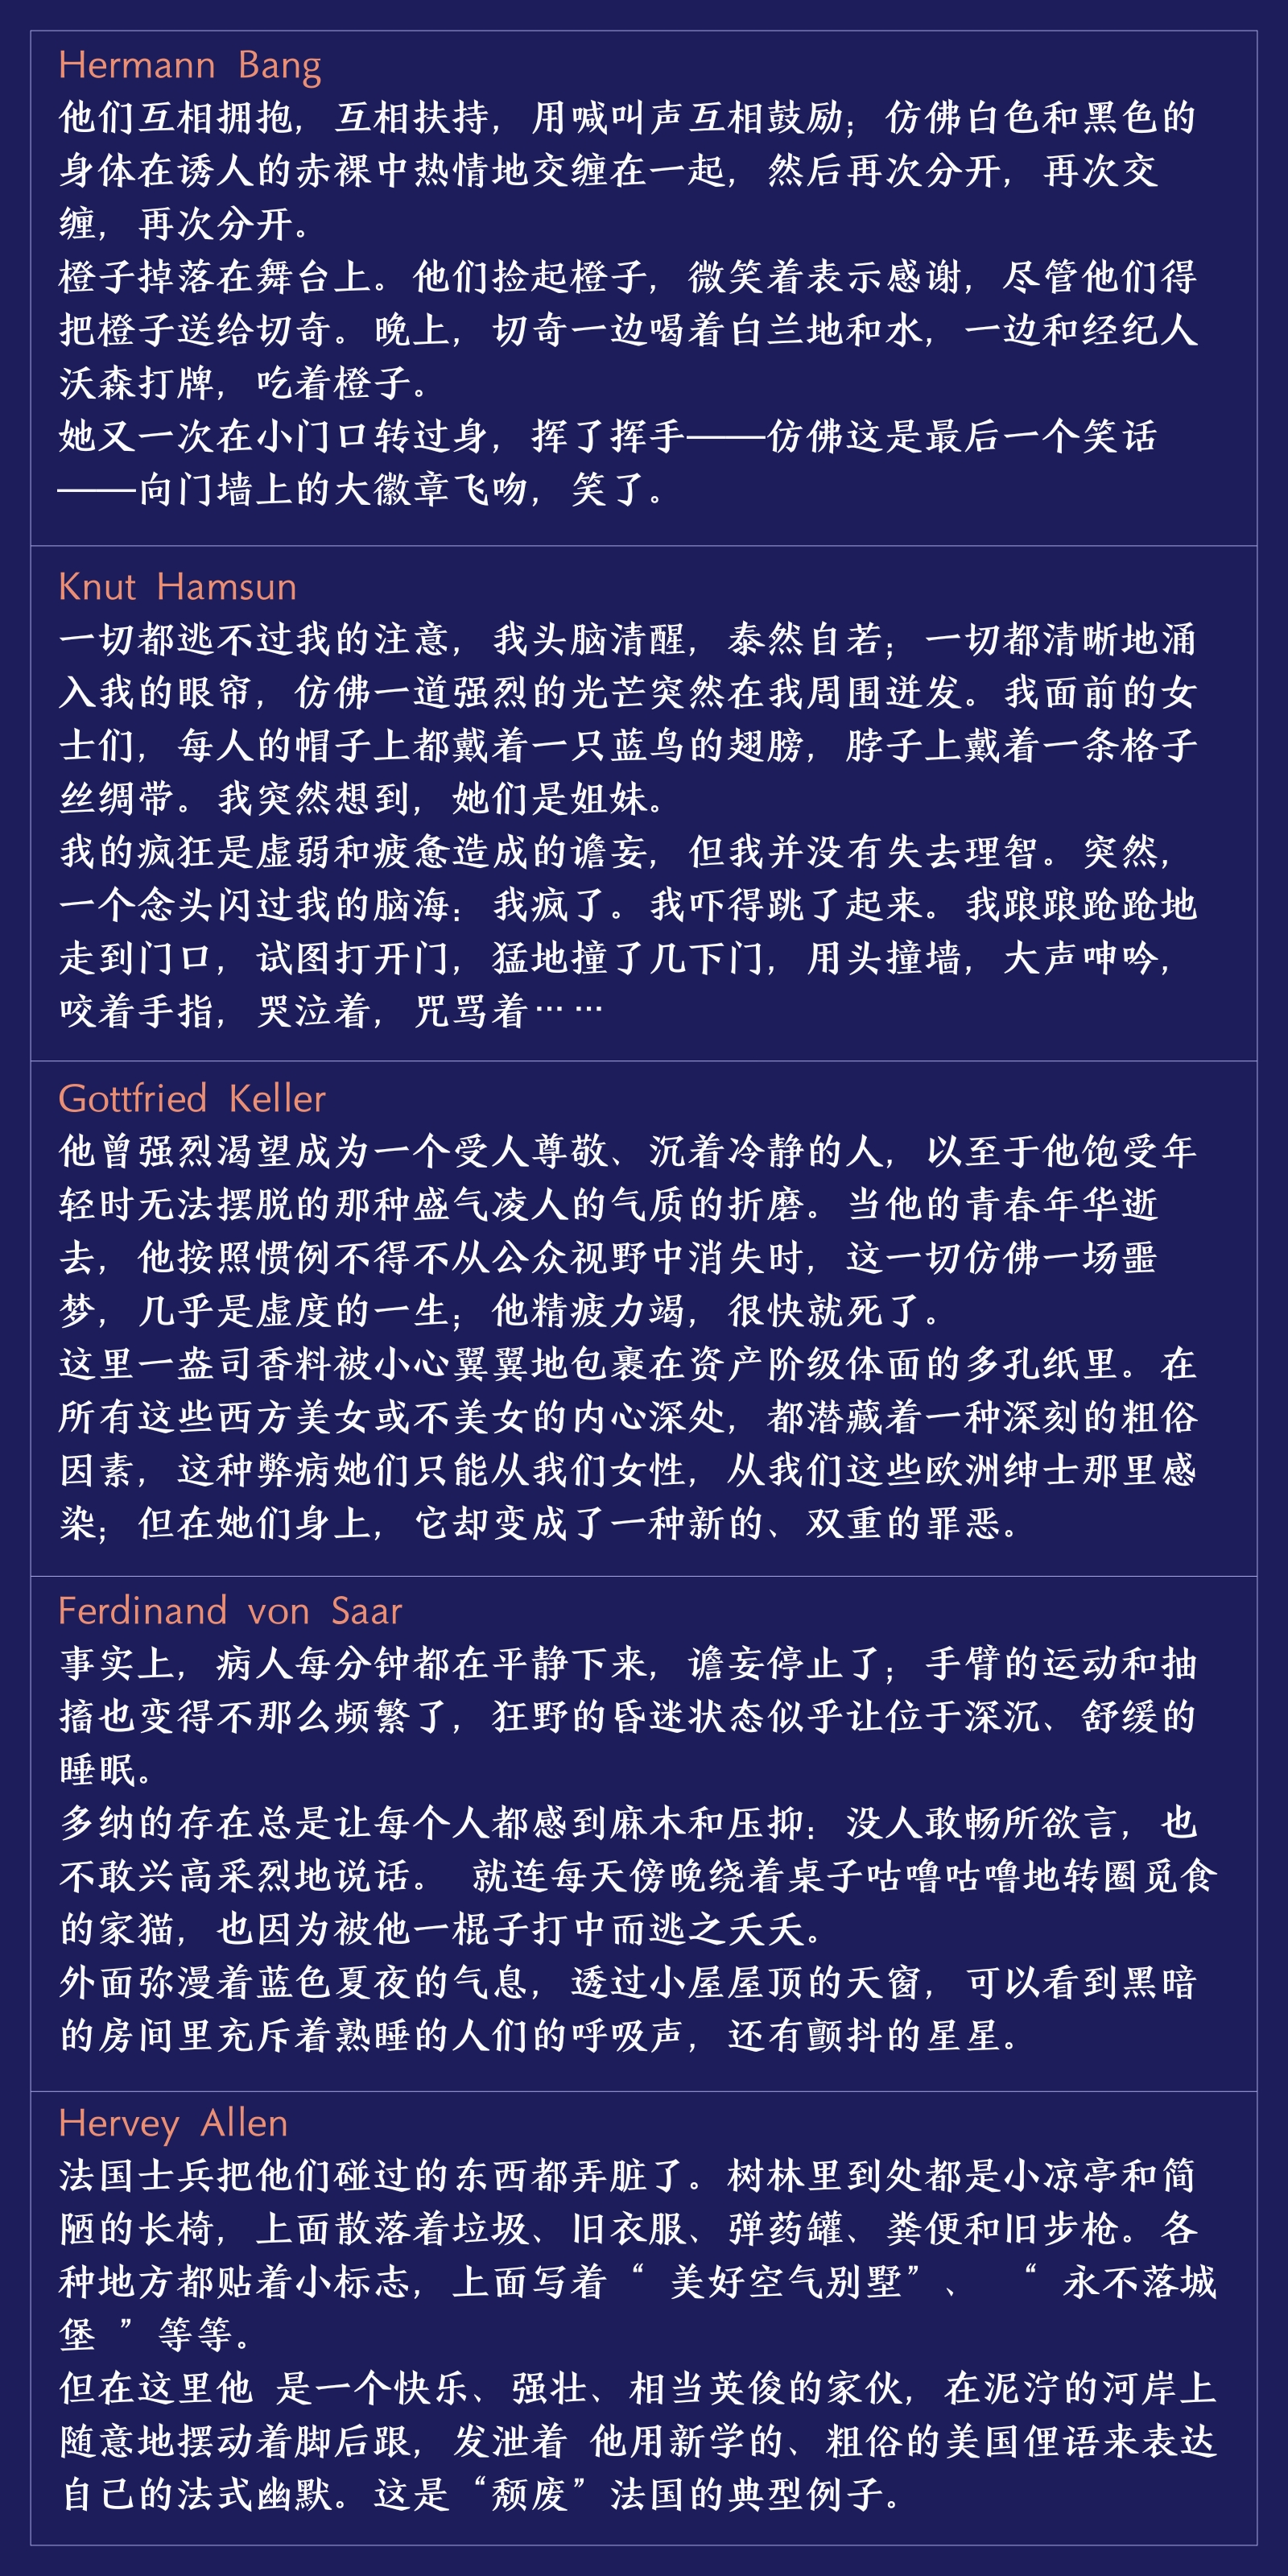 Hermann Bang
他们互相拥抱，互相扶持，用喊叫声互相鼓励；仿佛白色和黑色的
身体在诱人的赤裸中热情地交缠在一起，然后再次分开，再次交
缠，再次分开。
橙子掉落在舞台上。他们捡起橙子，微笑着表示感谢，尽管他们得
把橙子送给切奇。晚上，切奇一边喝着白兰地和水，一边和经纪人
沃森打牌，吃着橙子。
她又一次在小门口转过身，挥了挥手——仿佛这是最后一个笑话
——向门墙上的大徽章飞吻，笑了。
Knut Hamsun
一切都逃不过我的注意，我头脑清醒，泰然自若；一切都清晰地涌
入我的眼帘，仿佛一道强烈的光芒突然在我周围迸发。我面前的女
士们，每人的帽子上都戴着一只蓝鸟的翅膀，脖子上戴着一条格子
丝绸带。我突然想到，她们是姐妹。
我的疯狂是虚弱和疲惫造成的谵妄，但我并没有失去理智。突然，
一个念头闪过我的脑海：我疯了。我吓得跳了起来。我踉踉跄跄地
走到门口，试图打开门，猛地撞了几下门，用头撞墙，大声呻吟，
咬着手指，哭泣着，咒骂着……
Gottfried Keller
他曾强烈渴望成为一个受人尊敬、沉着冷静的人，以至于他饱受年
轻时无法摆脱的那种盛气凌人的气质的折磨。当他的青春年华逝
去，他按照惯例不得不从公众视野中消失时，这一切仿佛一场噩
梦，几乎是虚度的一生；他精疲力竭，很快就死了。
这里一盎司香料被小心翼翼地包裹在资产阶级体面的多孔纸里。在
所有这些西方美女或不美女的内心深处，都潜藏着一种深刻的粗俗
因素，这种弊病她们只能从我们女性，从我们这些欧洲绅士那里感
染；但在她们身上，它却变成了一种新的、双重的罪恶。
Ferdinand von Saar
事实上，病人每分钟都在平静下来，谵妄停止了；手臂的运动和抽
搐也变得不那么频繁了，狂野的昏迷状态似乎让位于深沉、舒缓的
睡眠。
多纳的存在总是让每个人都感到麻木和压抑：没人敢畅所欲言，也
不敢兴高采烈地说话。 就连每天傍晚绕着桌子咕噜咕噜地转圈觅食
的家猫，也因为被他一棍子打中而逃之夭夭。
外面弥漫着蓝色夏夜的气息，透过小屋屋顶的天窗，可以看到黑暗
的房间里充斥着熟睡的人们的呼吸声，还有颤抖的星星。
Hervey Allen
法国士兵把他们碰过的东西都弄脏了。树林里到处都是小凉亭和简
陋的长椅，上面散落着垃圾、旧衣服、弹药罐、粪便和旧步枪。各
种地方都贴着小标志，上面写着“ 美好空气别墅”、 “ 永不落城
堡 ”等等。
但在这里他 是一个快乐、强壮、相当英俊的家伙，在泥泞的河岸上
随意地摆动着脚后跟，发泄着 他用新学的、粗俗的美国俚语来表达
自己的法式幽默。这是“颓废”法国的典型例子。